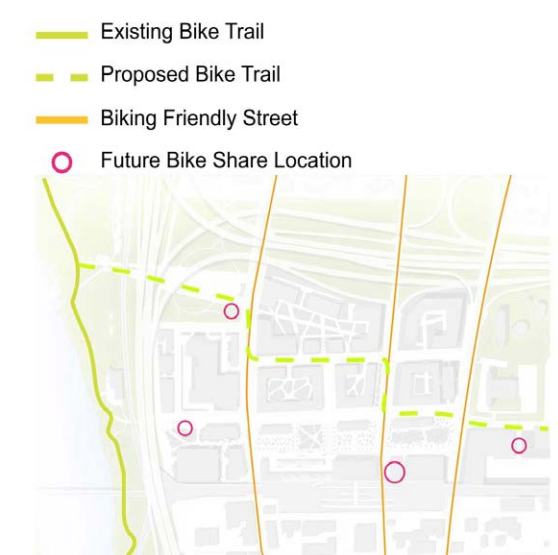 Existing Bike Trail
Proposed Bike Trail
Biking Friendly Street
Future Bike Share Location